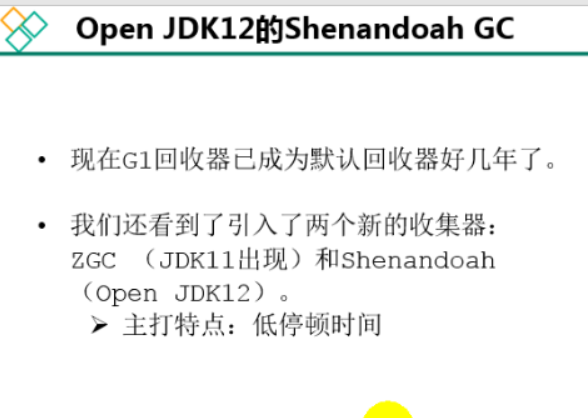 Open JDK12的Shenandoah GC
• 现在G1回收器已成为默认回收器好几年了。
• 我们还看到了引入了两个新的收集器：
ZGC （JDK11出现）和Shenandoah
（Open JDK12）。
➢ 主打特点：低停顿时间